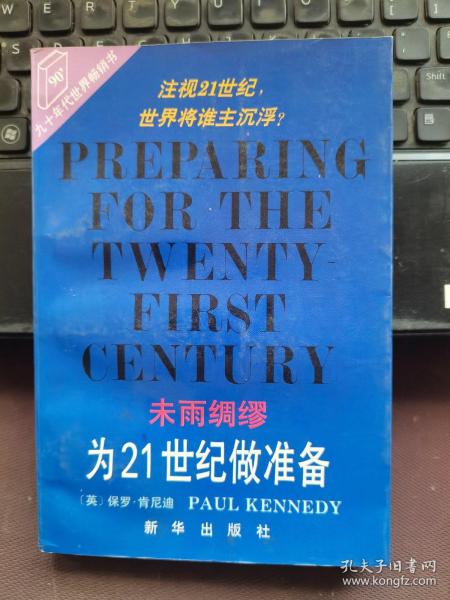 90'
九十年代世界畅销书
注视21世纪，
世界将谁主沉浮？
PREPARING
FOR THE
TWENTY-
FIRST
CENTURY
未雨绸缪
为21世纪做准备
〔英〕保罗·肯尼迪 PAUL KENNEDY
新华出版社
Shift
孔夫子旧书网
www.kongfz.com